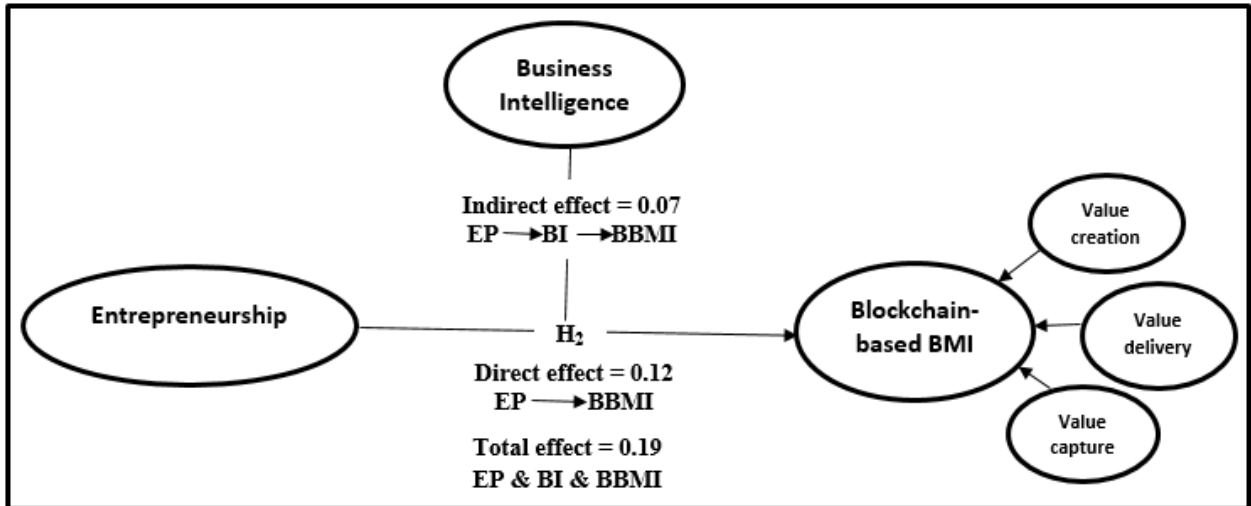 Business
Intelligence
Indirect effect = 0.07
EP → BI → BBMI
Value
creation
Entrepreneurship
H₂
Blockchain-
based BMI
Value
delivery
Direct effect = 0.12
EP → BBMI
Value
capture
Total effect = 0.19
EP & BI & BBMI